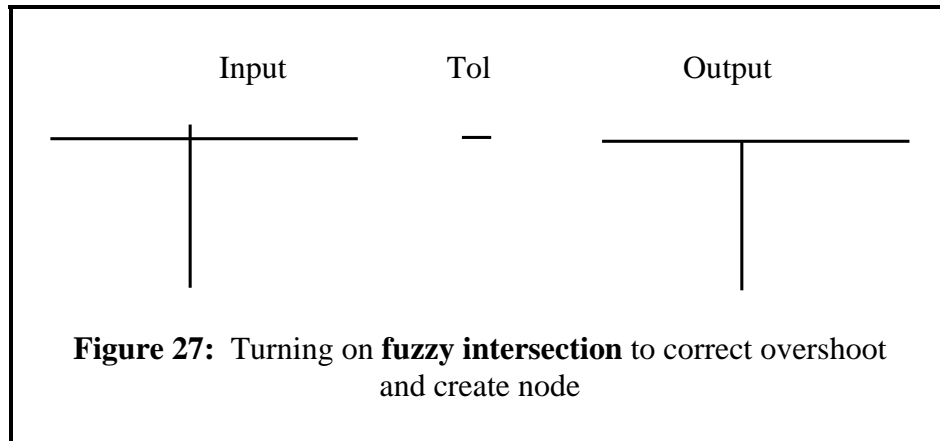 Input Tol Output
Figure 27: Turning on fuzzy intersection to correct overshoot
and create node